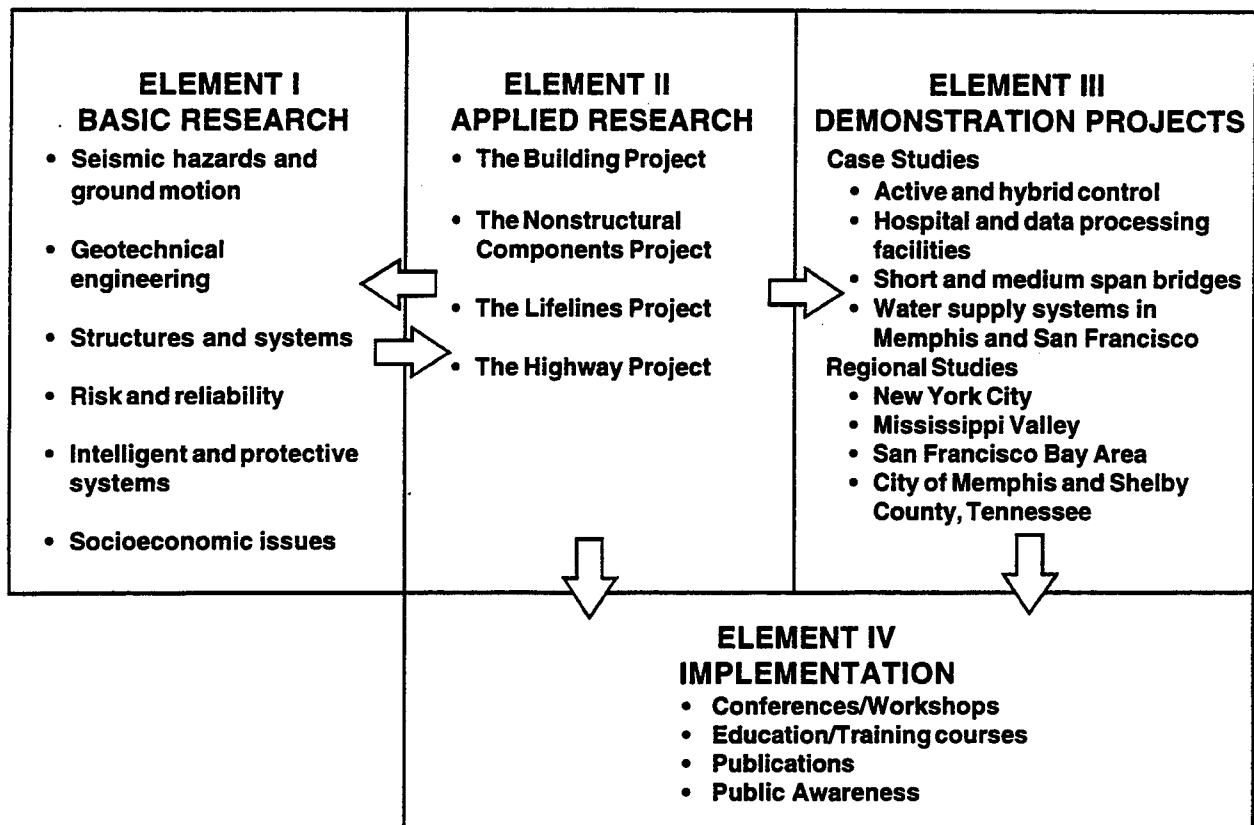 ELEMENT I
BASIC RESEARCH
• Seismic hazards and
ground motion
• Geotechnical
engineering
• Structures and systems
• Risk and reliability
• Intelligent and protective
systems
• Socioeconomic issues
ELEMENT II
APPLIED RESEARCH
• The Building Project
• The Nonstructural
Components Project
• The Lifelines Project
• The Highway Project
ELEMENT III
DEMONSTRATION PROJECTS
Case Studies
• Active and hybrid control
• Hospital and data processing
facilities
• Short and medium span bridges
• Water supply systems in
Memphis and San Francisco
Regional Studies
• New York City
• Mississippi Valley
• San Francisco Bay Area
• City of Memphis and Shelby
County, Tennessee
ELEMENT IV
IMPLEMENTATION
• Conferences/Workshops
• Education/Training courses
• Publications
• Public Awareness